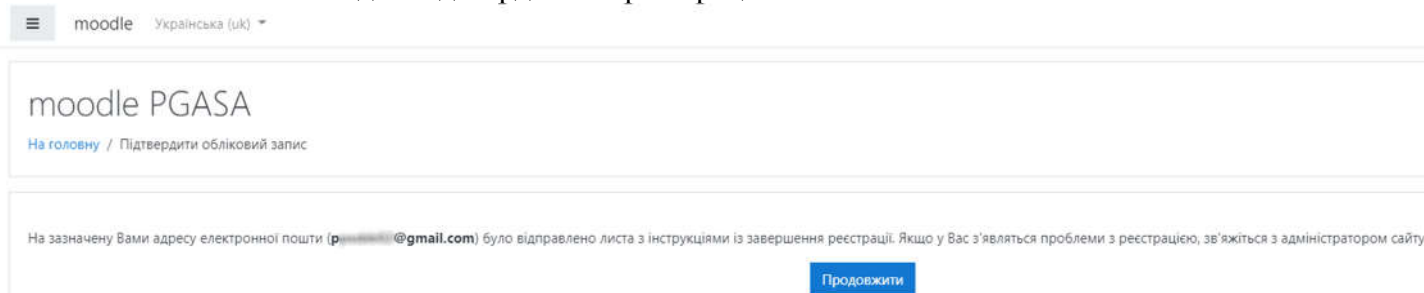 moodle Українська (uk)
moodle PGASA
На головну / Підтвердити обліковий запис
На зазначену Вами адресу електронної пошти (p @gmail.com) було відправлено листа з інструкціями із завершення реєстрації. Якщо у Вас з'являться проблеми з реєстрацією, зв'яжіться з адміністратором сайту
Продовжити